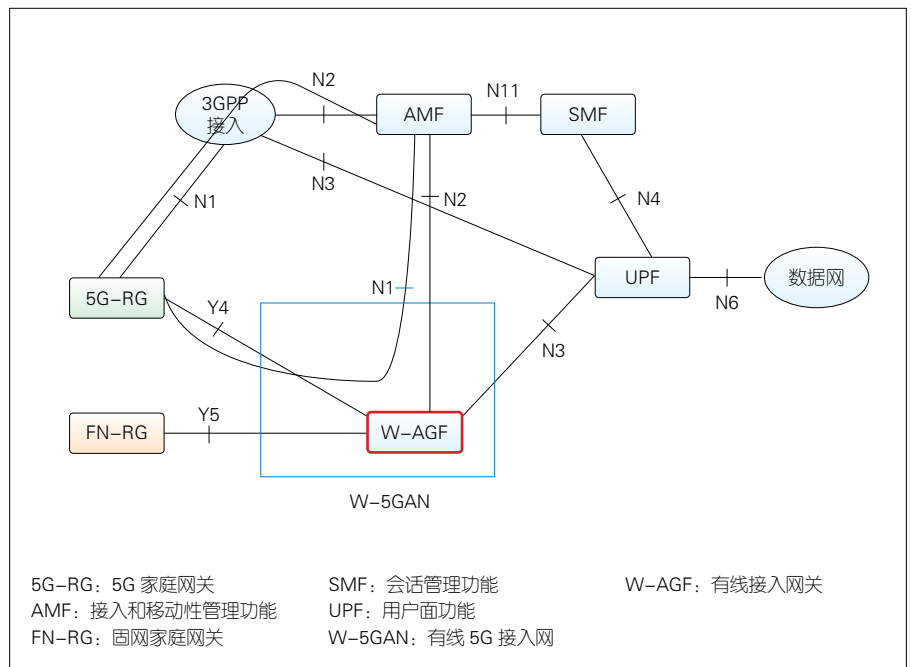 N2
N11
3GPP
接入
AMF
SMF
N3
N1
N2
N4
5G-RG
Y4
N1
UPF
N6
数据网
N3
FN-RG
Y5
W-AGF
W-5GAN
5G-RG：5G 家庭网关
SMF：会话管理功能
W-AGF：有线接入网关
AMF：接入和移动性管理功能
UPF：用户面功能
FN-RG：固网家庭网关
W-5GAN：有线 5G 接入网